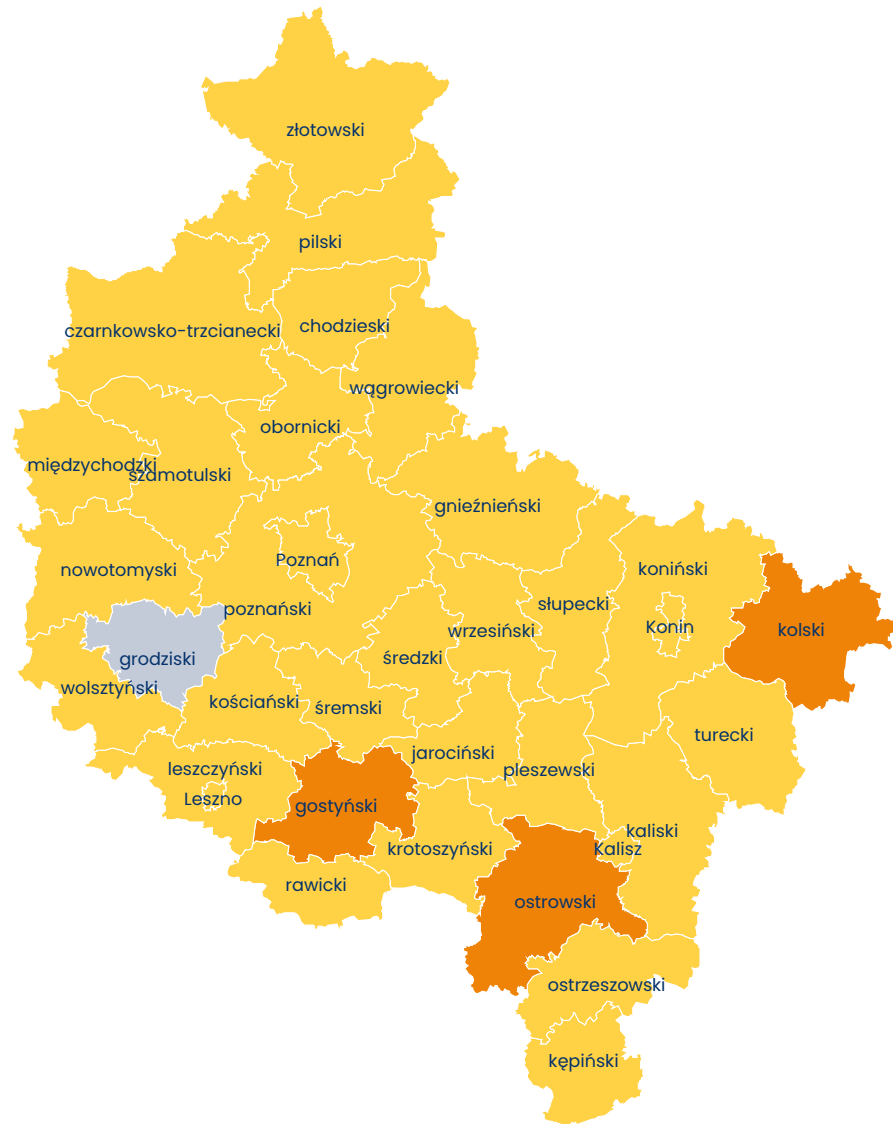 złotowski
pilski
chodzieski
czarnkowsko-trzcianecki
wągrowiecki
obornicki
międzychodzki
szamotulski
gnieźnieński
Poznań
nowotomyski
koniński
słupecki
poznański
Konin
wrzesiński
kolski
grodziski
średzki
wolsztyński
kościański
śremski
turecki
jarociński
leszczyński
pleszewski
Leszno
gostyński
kaliski
krotoszyński
Kalisz
rawicki
ostrowski
ostrzeszowski
kępiński